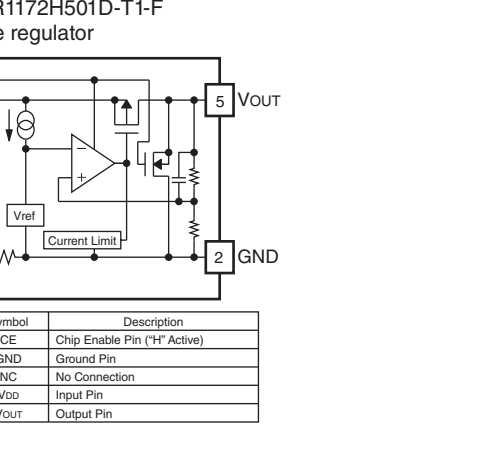 R1172H501D-T1-F
e regulator
5 VOUT
−
+
Vref
Current Limit
2 GND
ymbol Description
CE Chip Enable Pin (“H” Active)
GND Ground Pin
NC No Connection
VDD Input Pin
VOUT Output Pin